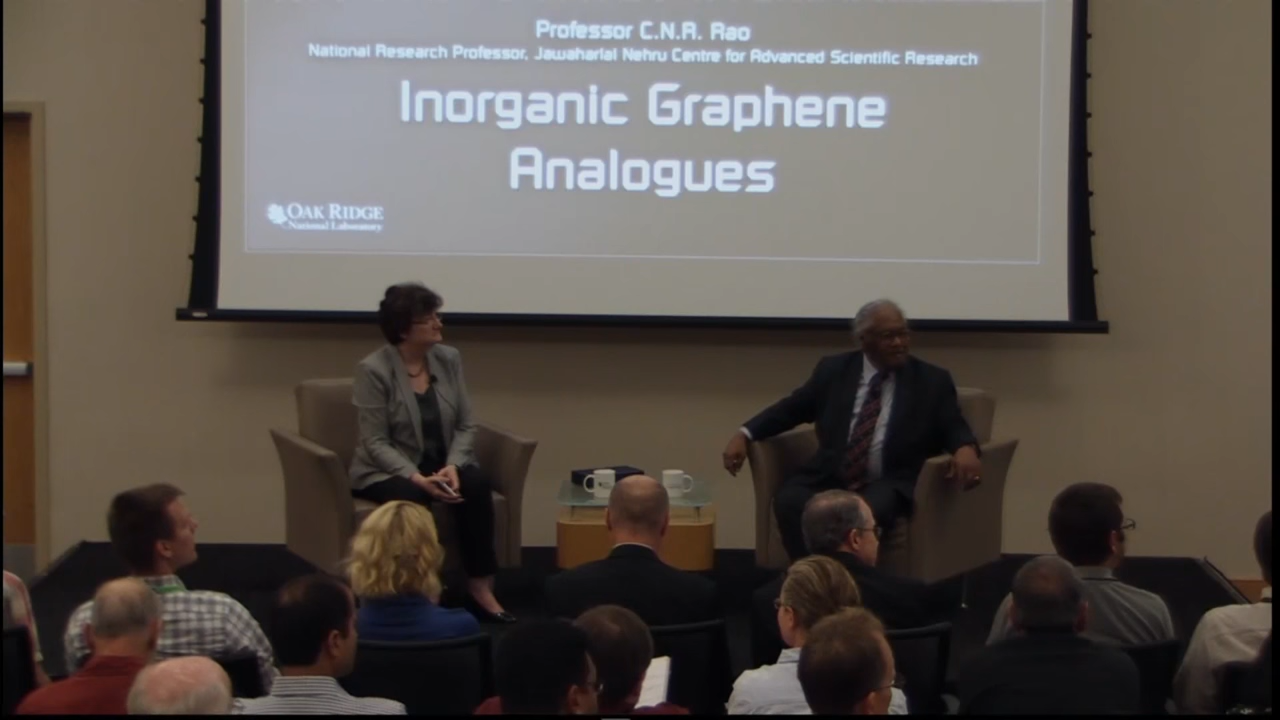 Professor C.N.R. Rao
National Research Professor, Jawaharlal Nehru Centre for Advanced Scientific Research
Inorganic Graphene
Analogues
OAK RIDGE
National Laboratory